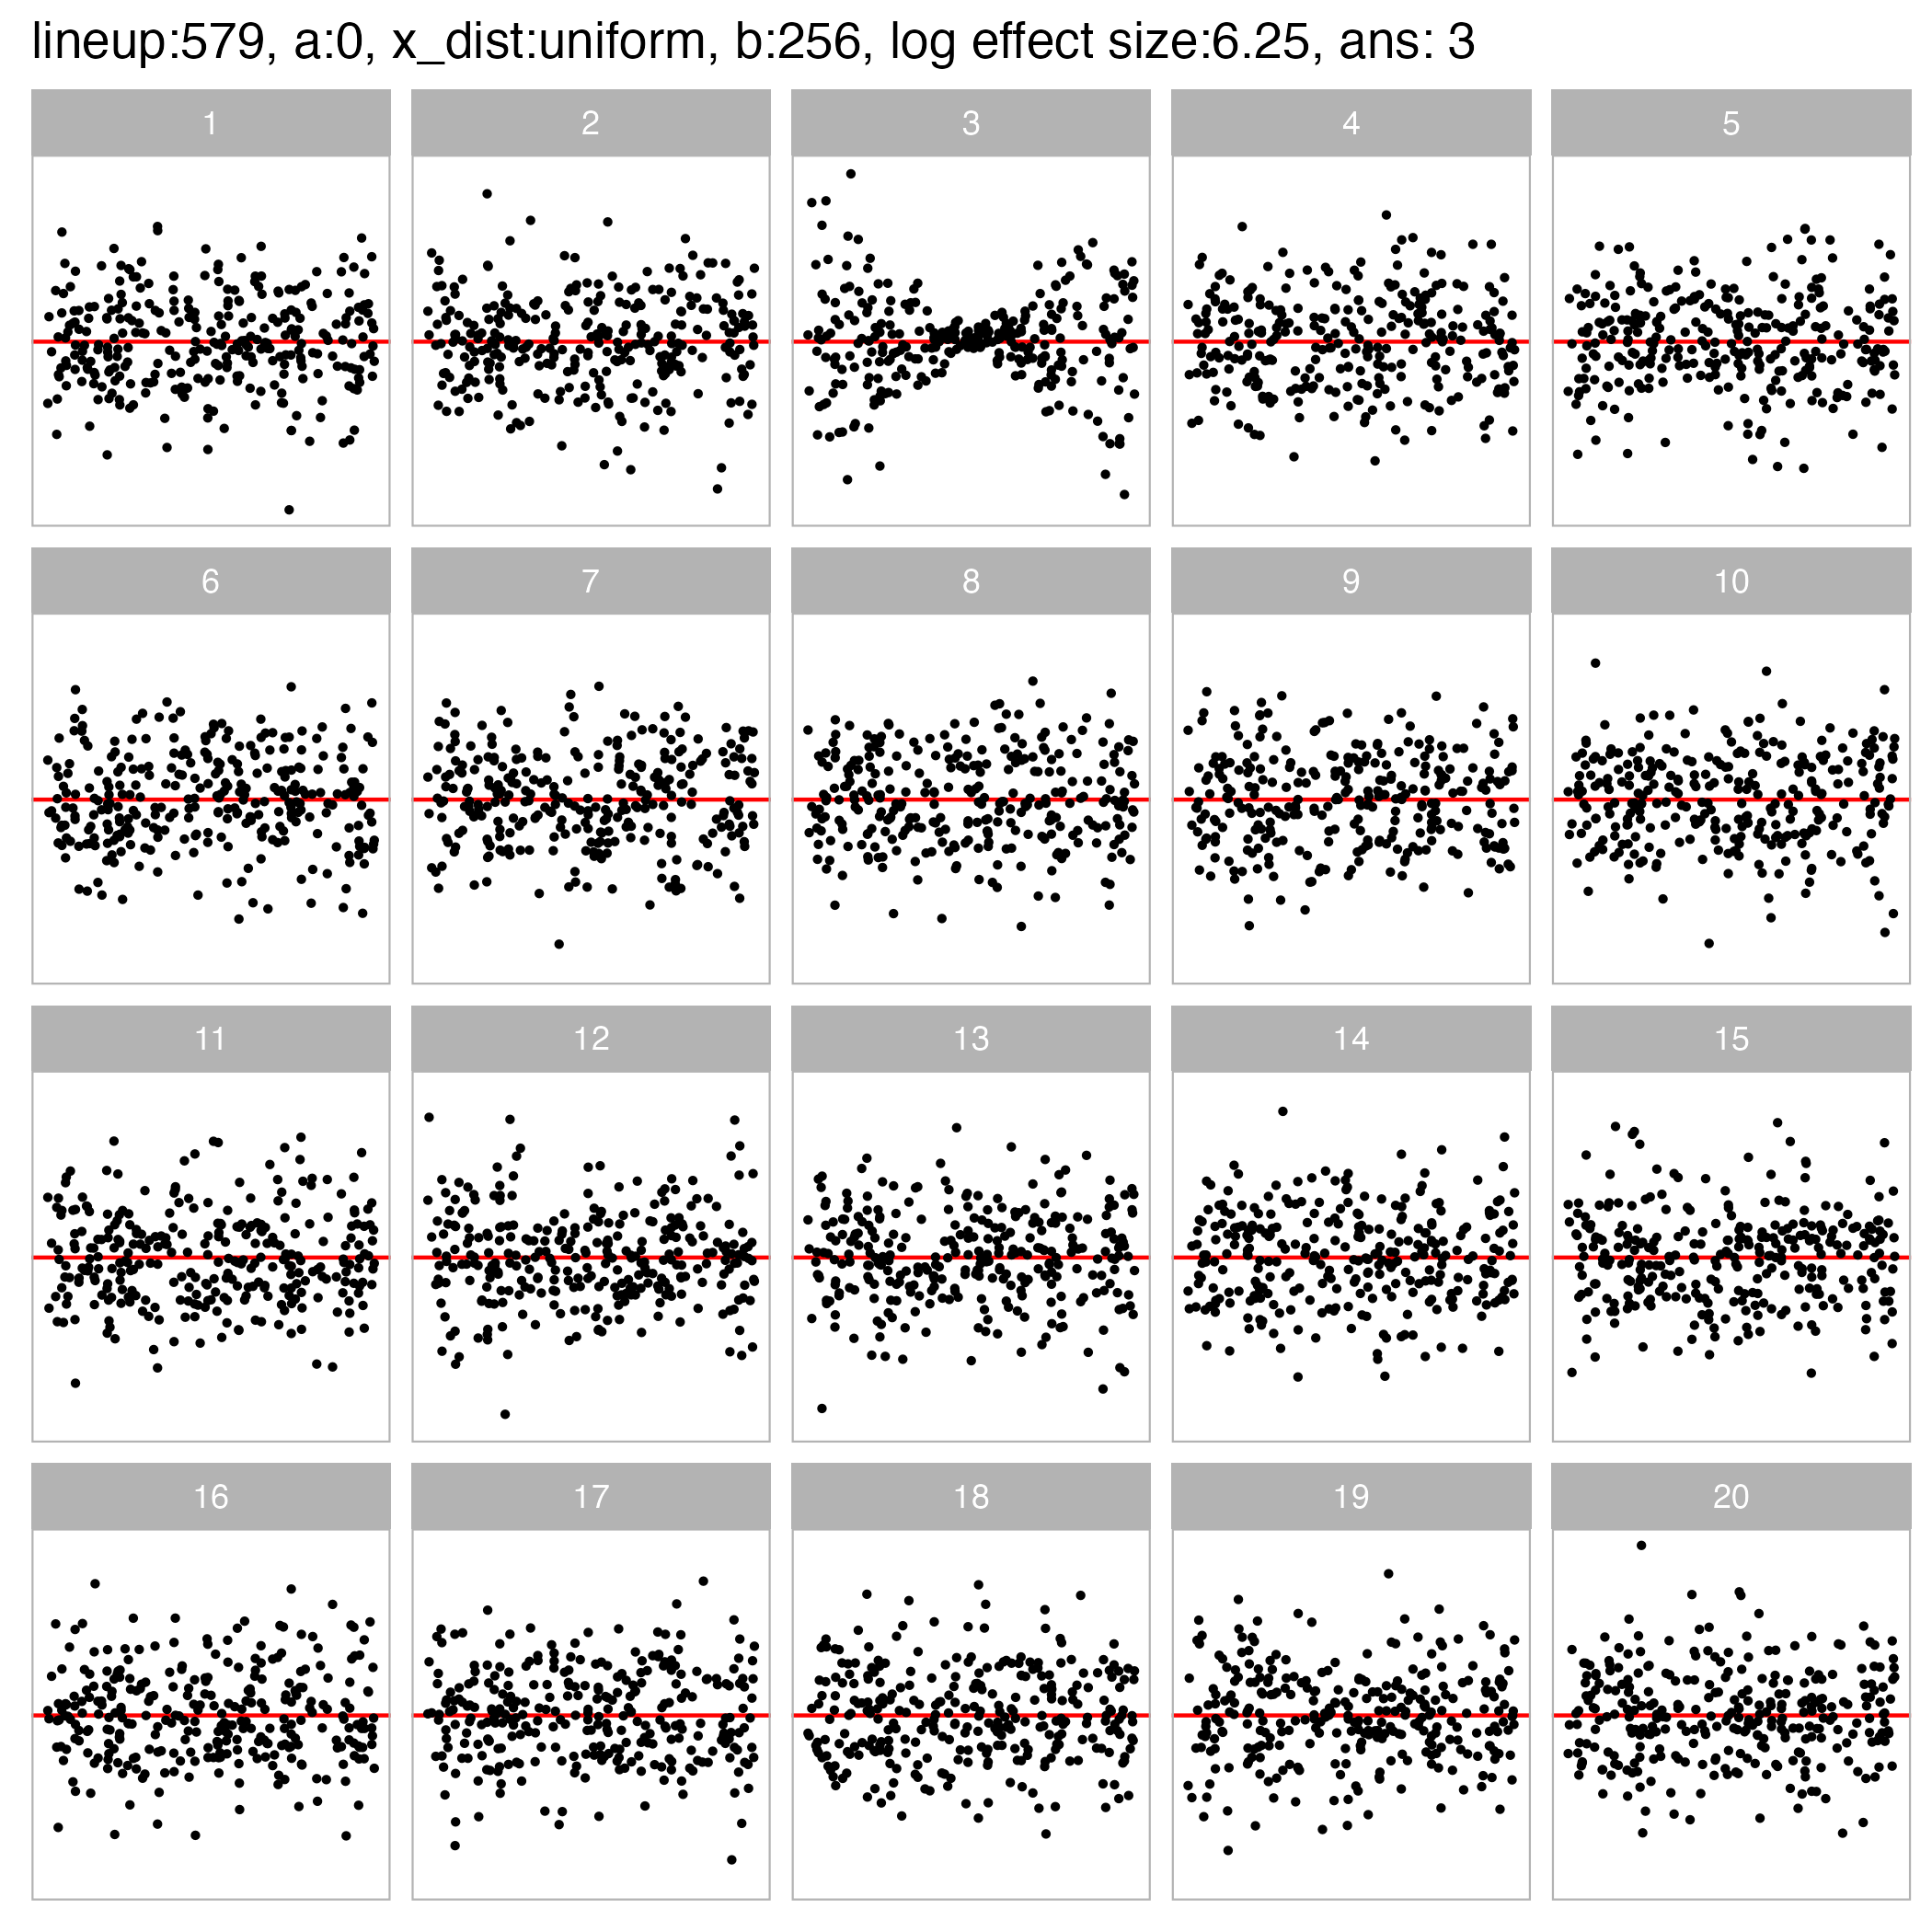 lineup:579, a:0, x_dist:uniform, b:256, log effect size:6.25, ans: 3
1 2 3 4 5
6 7 8 9 10
11 12 13 14 15
16 17 18 19 20